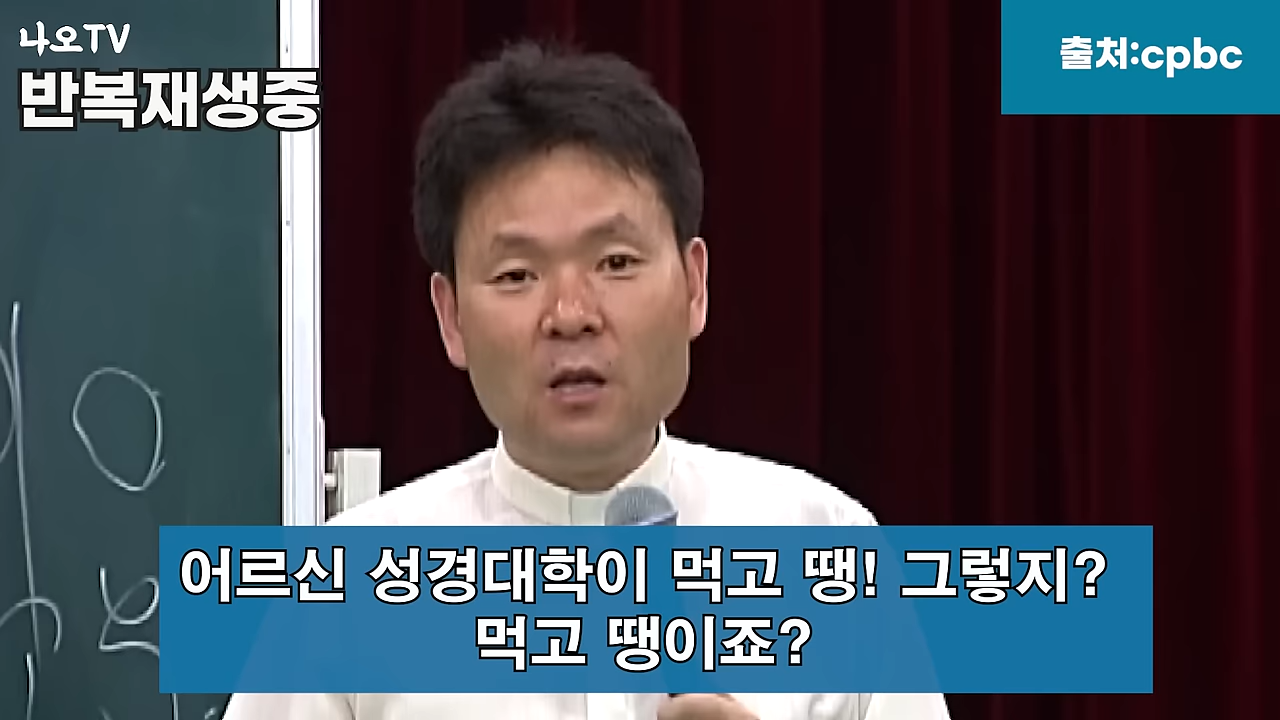 나오TV
반복재생중
출처:cpbc
어르신 성경대학이 먹고 땡! 그렇지?
먹고 땡이죠?